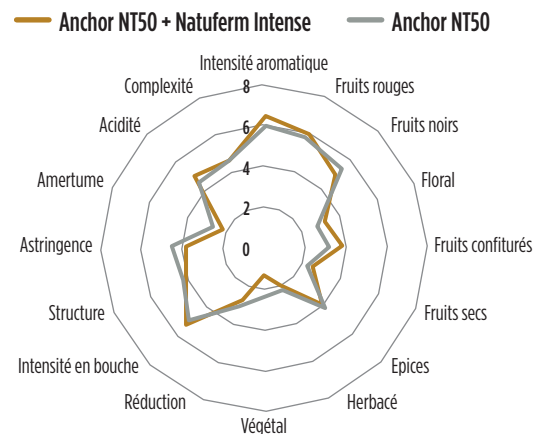 Anchor NT50 + Natuferm Intense
Anchor NT50
Intensité aromatique
Complexité
Fruits rouges
Acidité
Fruits noirs
Amertume
Floral
Astringence
Fruits confiturés
Structure
Fruits secs
Intensité en bouche
Epices
Réduction
Herbacé
Végétal
8
6
4
2
0